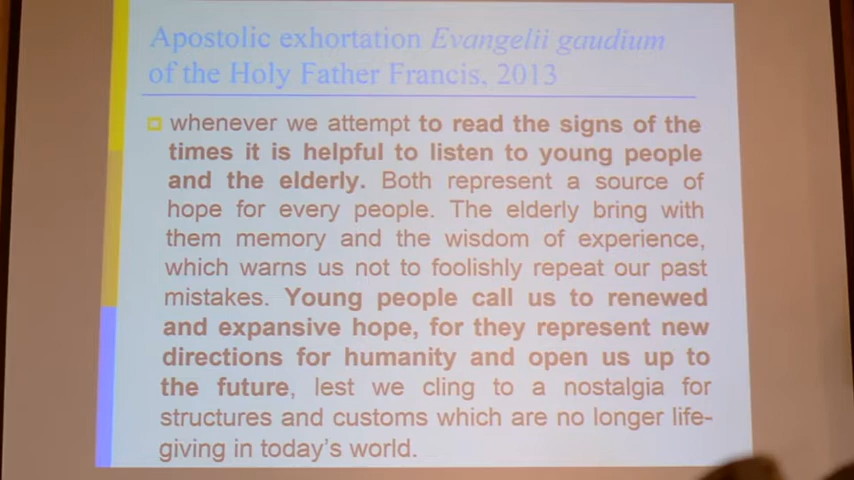 Apostolic exhortation Evangelii gaudium
of the Holy Father Francis, 2013
whenever we attempt to read the signs of the
times it is helpful to listen to young people
and the elderly. Both represent a source of
hope for every people. The elderly bring with
them memory and the wisdom of experience,
which warns us not to foolishly repeat our past
mistakes. Young people call us to renewed
and expansive hope, for they represent new
directions for humanity and open us up to
the future, lest we cling to a nostalgia for
structures and customs which are no longer life-
giving in today's world.